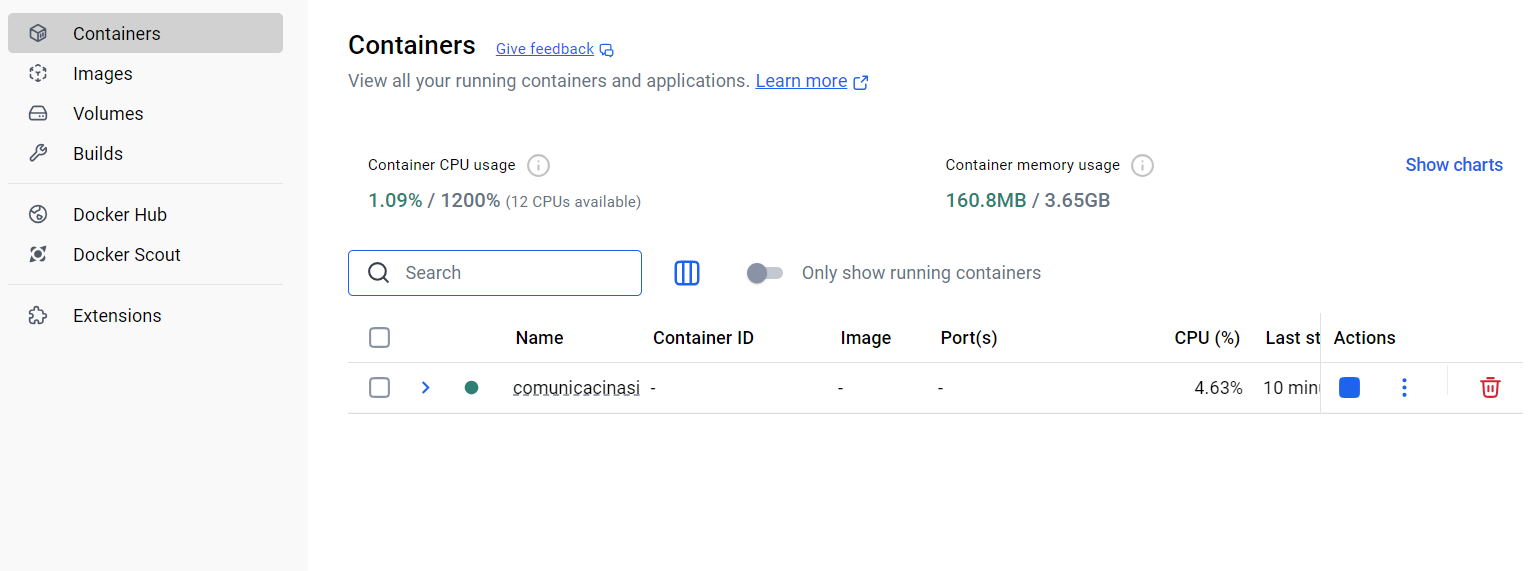 Containers
Images
Volumes
Builds
Docker Hub
Docker Scout
Extensions
Containers Give feedback
View all your running containers and applications. Learn more
Container CPU usage
1.09% / 1200% (12 CPUs available)
Container memory usage
160.8MB / 3.65GB
Show charts
Search
Only show running containers
Name Container ID Image Port(s) CPU (%) Last st Actions
comunicacinasi - - - 4.63% 10 min